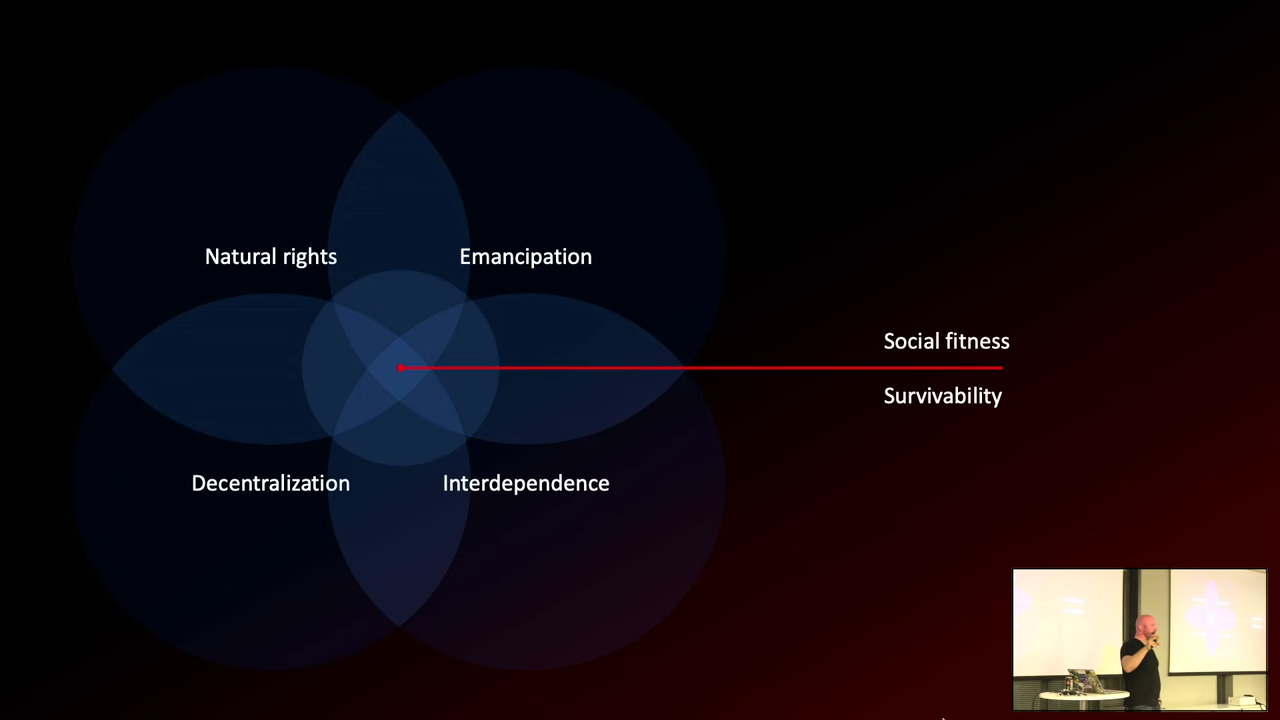 Natural rights
Emancipation
Social fitness
Survivability
Decentralization
Interdependence